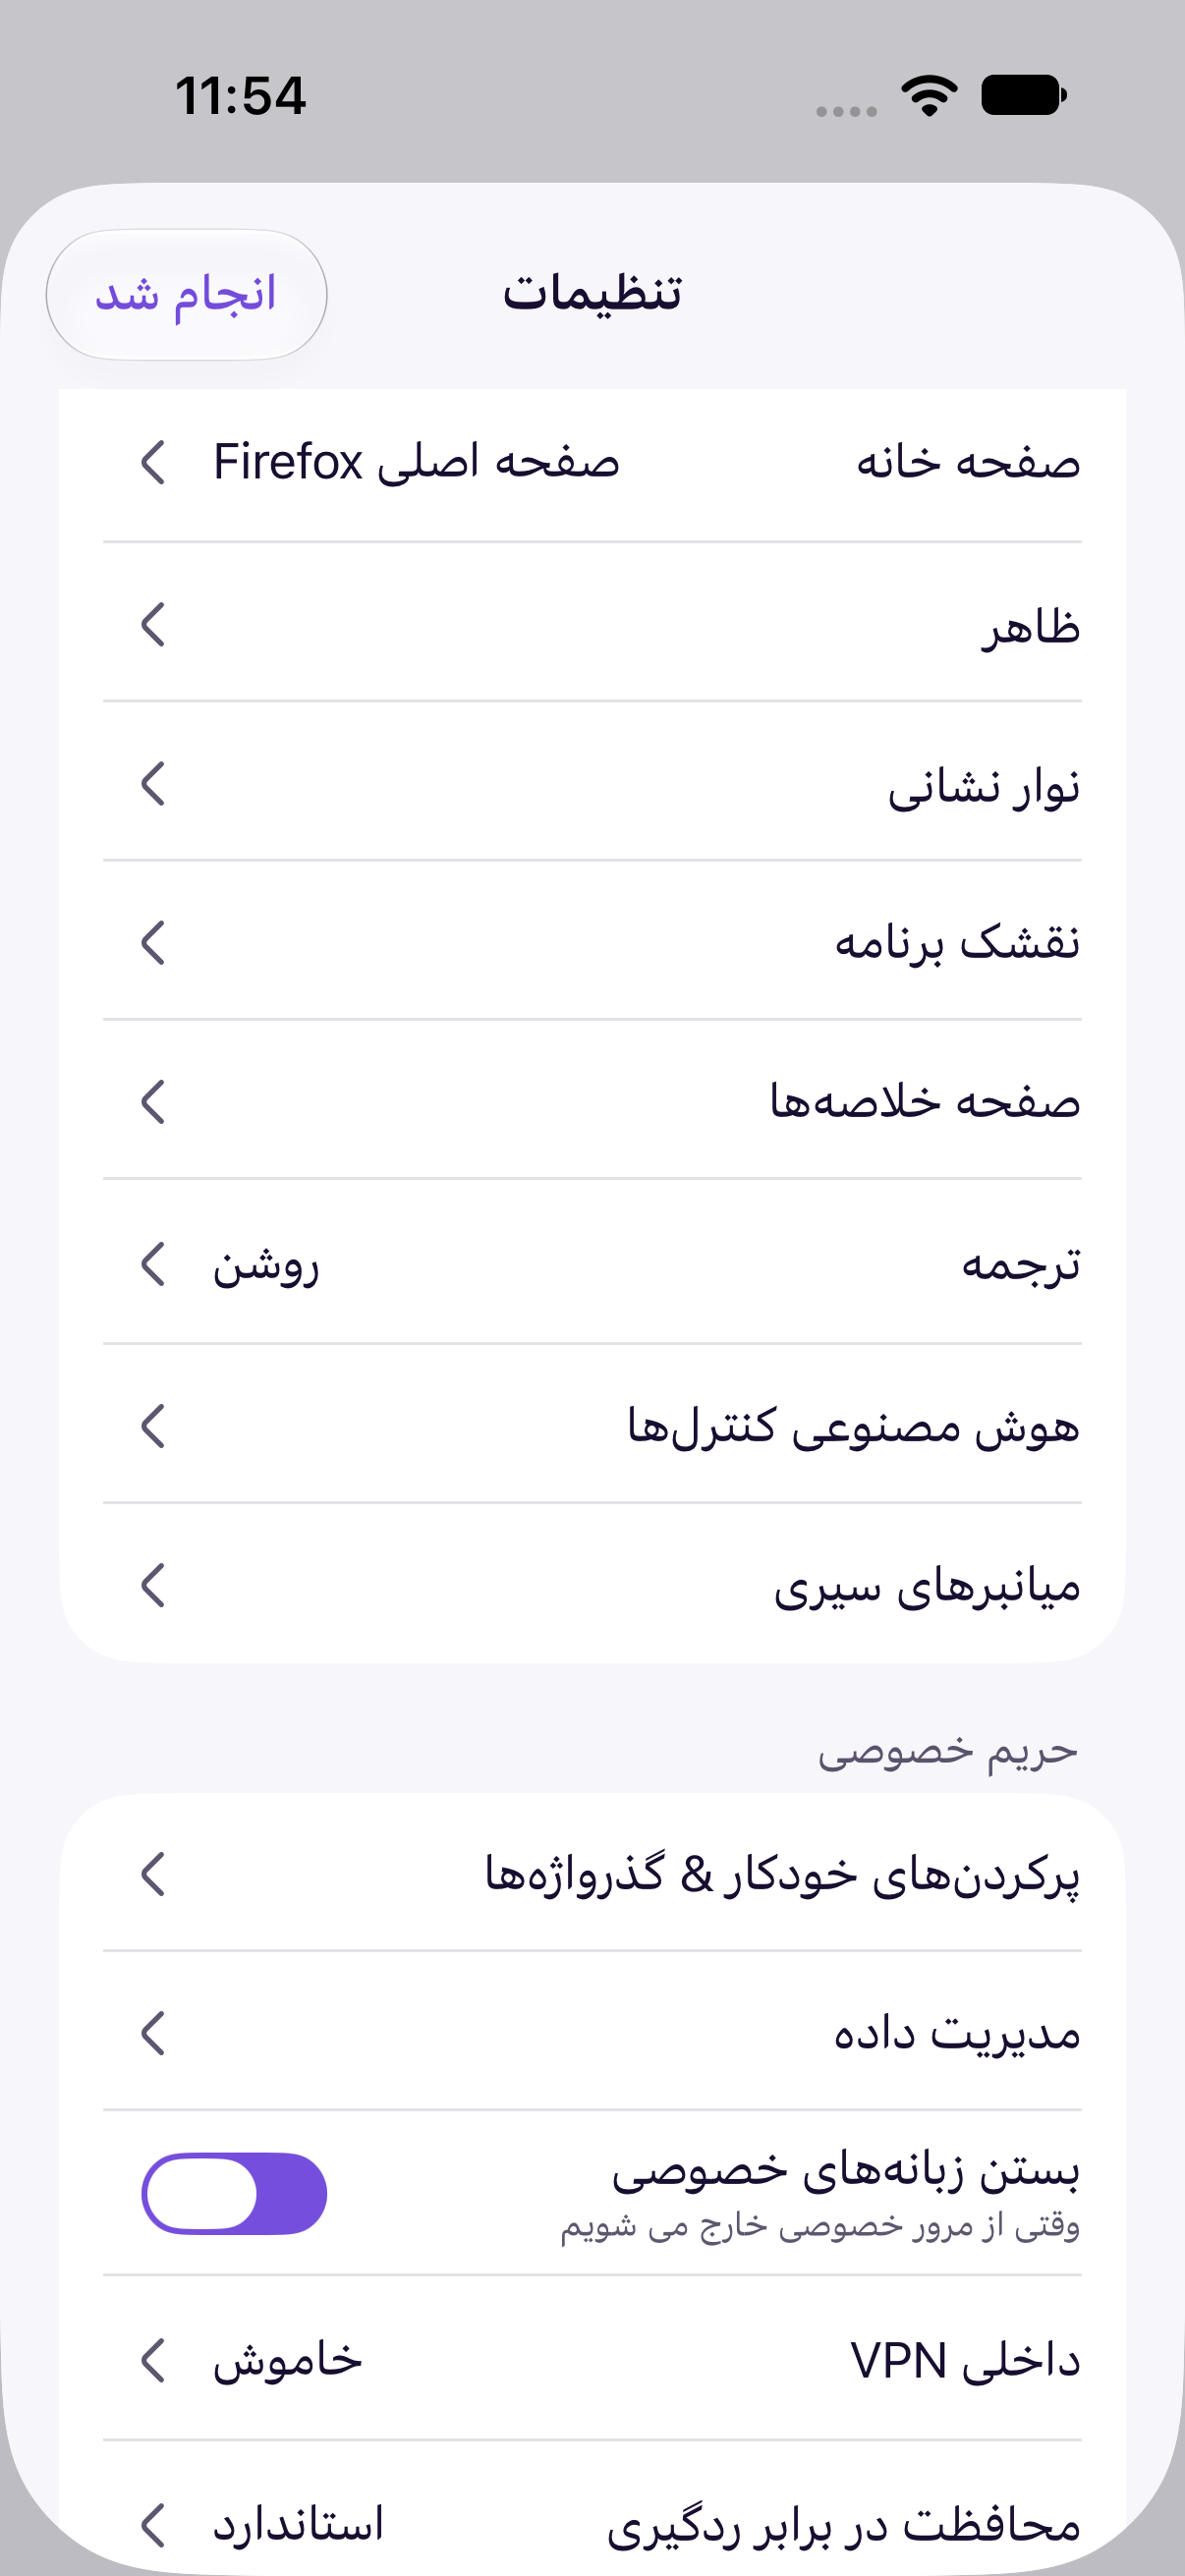 11:54
تنظیمات
انجام شد
صفحه خانه
صفحه اصلی Firefox
ظاهر
نوار نشانی
نقشک برنامه
صفحه خلاصه‌ها
ترجمه
روشن
هوش مصنوعی کنترل‌ها
میانبرهای سیری
حریم خصوصی
پرکردن‌های خودکار & گذرواژه‌ها
مدیریت داده
بستن زبانه‌های خصوصی
وقتی از مرور خصوصی خارج می شویم
داخلی VPN
خاموش
محافظت در برابر ردگیری
استاندارد